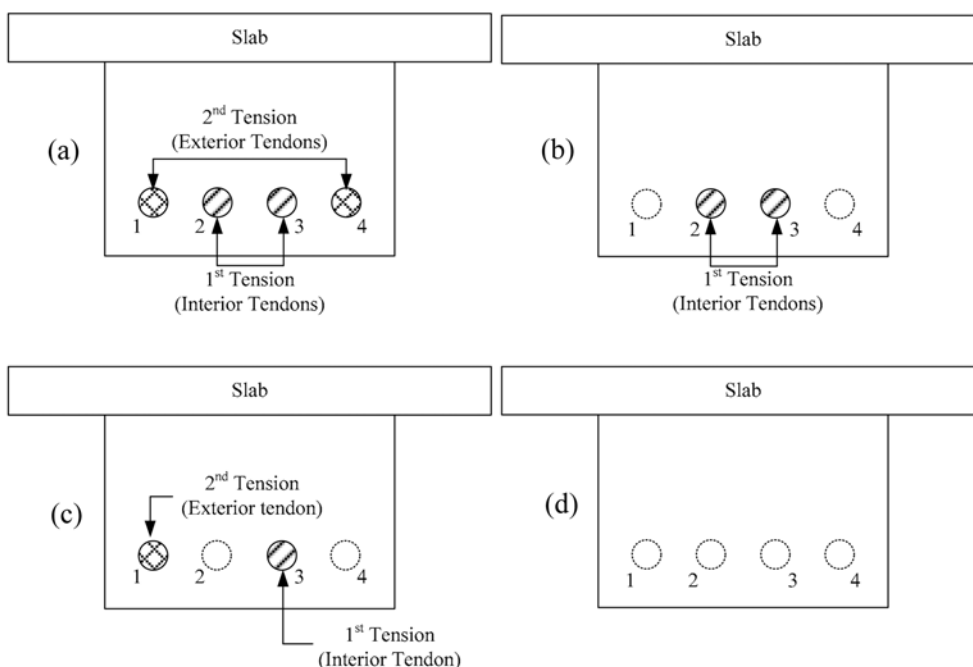 Slab
2nd Tension
(Exterior Tendons)
(a)
1 2 3 4
1st Tension
(Interior Tendons)
Slab
(b)
1 2 3 4
1st Tension
(Interior Tendons)
Slab
2nd Tension
(Exterior tendon)
(c)
1 2 3 4
1st Tension
(Interior Tendon)
Slab
(d)
1 2 3 4